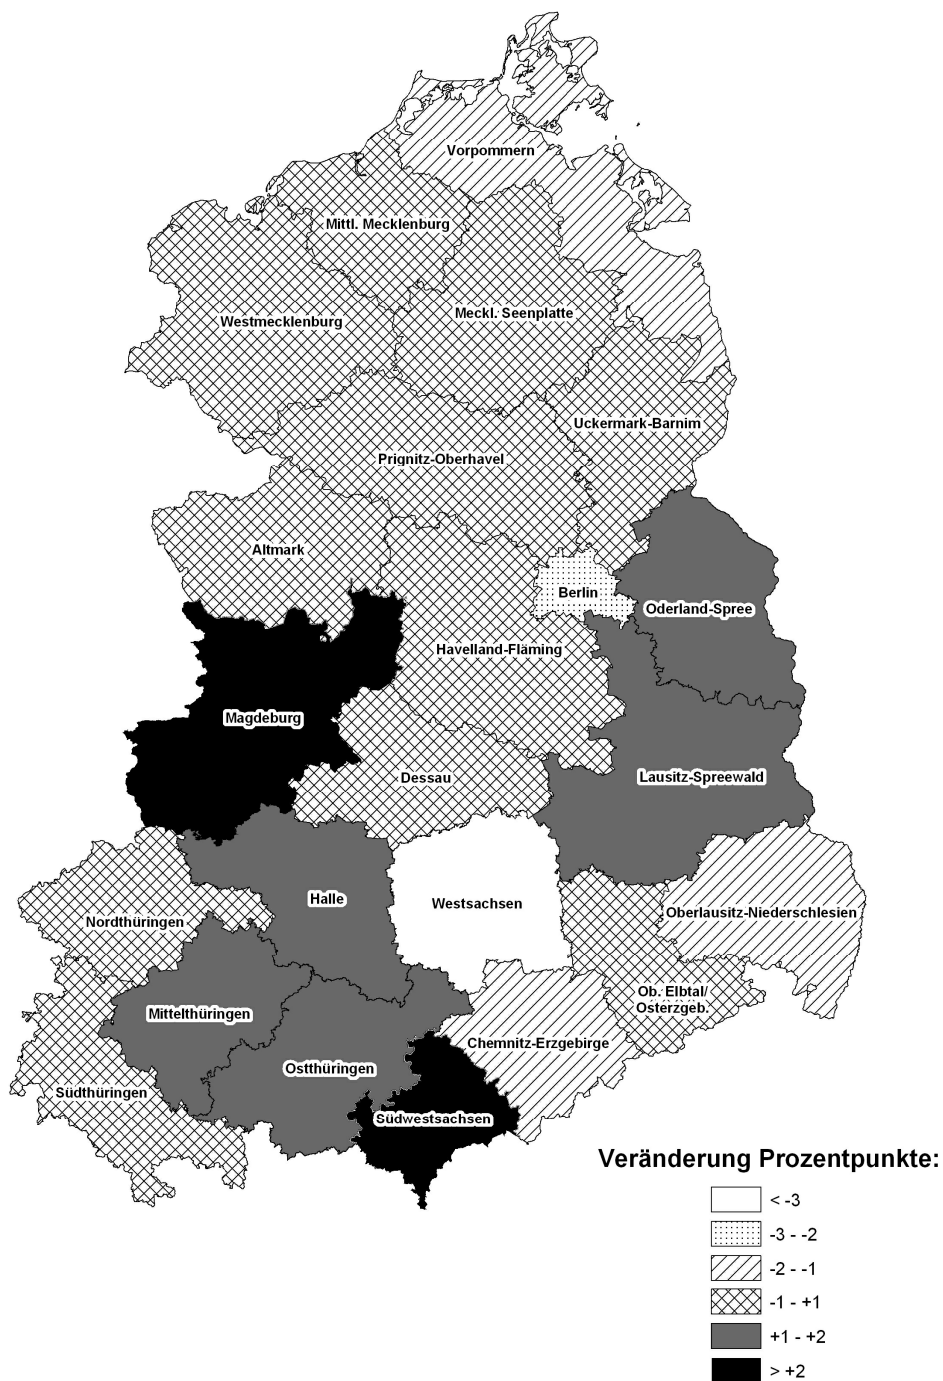 Vorpommern
Mittl. Mecklenburg
Meckl. Seenplatte
Westmecklenburg
Uckermark-Barnim
Prignitz-Oberhavel
Altmark
Berlin
Oderland-Spree
Havelland-Fläming
Magdeburg
Dessau
Lausitz-Spreewald
Halle
Westsachsen
Oberlausitz-Niederschlesien
Nordthüringen
Ob. Elbtal/
Osterzgeb.
Mittelthüringen
Chemnitz-Erzgebirge
Ostthüringen
Südthüringen
Südwestsachsen
Veränderung Prozentpunkte:
< -3
-3 - -2
-2 - -1
-1 - +1
+1 - +2
> +2